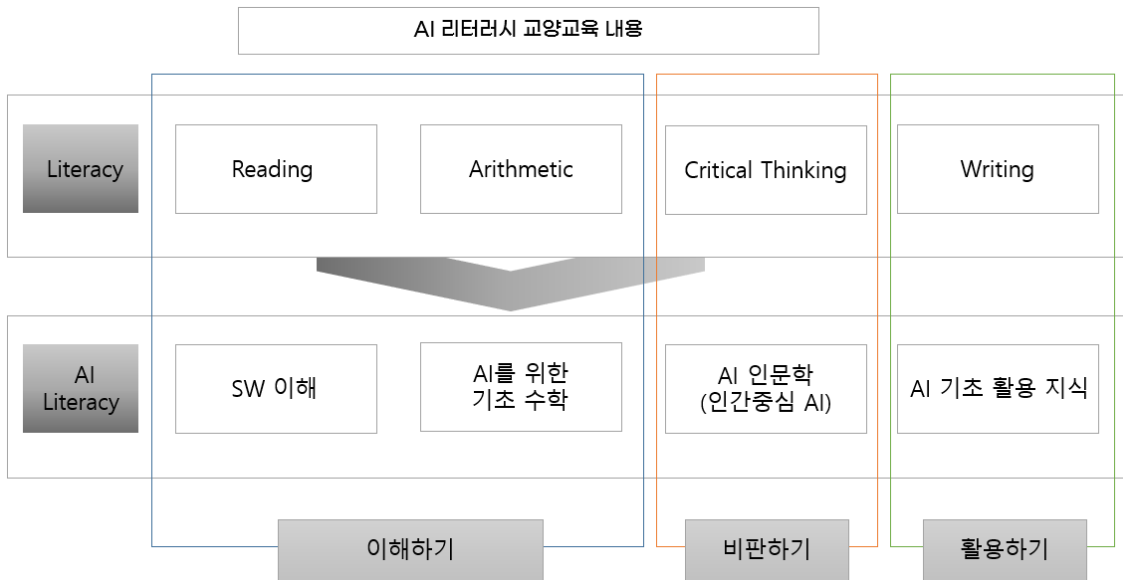 AI 리터러시 교양교육 내용
Literacy
Reading
Arithmetic
Critical Thinking
Writing
AI
Literacy
SW 이해
AI를 위한
기초 수학
AI 인문학
(인간중심 AI)
AI 기초 활용 지식
이해하기
비판하기
활용하기